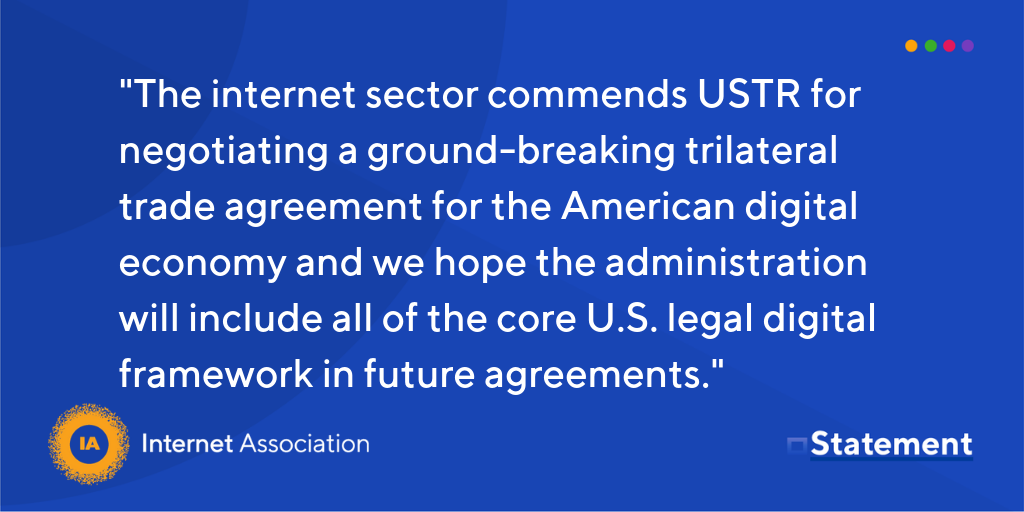 "The internet sector commends USTR for
negotiating a ground-breaking trilateral
trade agreement for the American digital
economy and we hope the administration
will include all of the core U.S. legal digital
framework in future agreements."
IA Internet Association
Statement